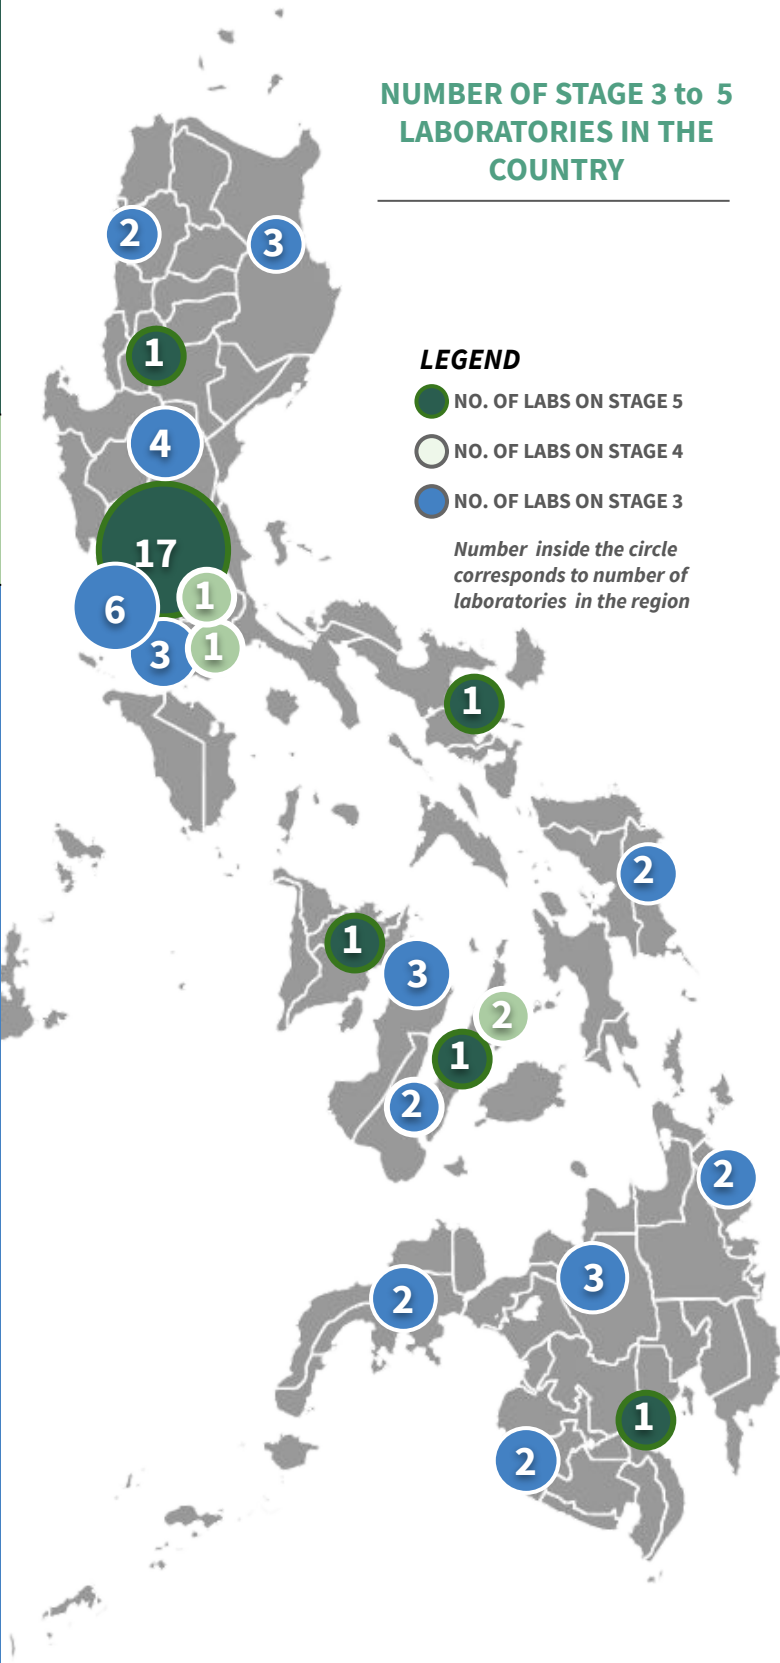 NUMBER OF STAGE 3 to 5
LABORATORIES IN THE
COUNTRY
2
3
1
LEGEND
NO. OF LABS ON STAGE 5
4
NO. OF LABS ON STAGE 4
NO. OF LABS ON STAGE 3
17
Number inside the circle
corresponds to number of
laboratories in the region
1
6
1
3
1
2
1
3
2
1
2
2
3
2
1
2